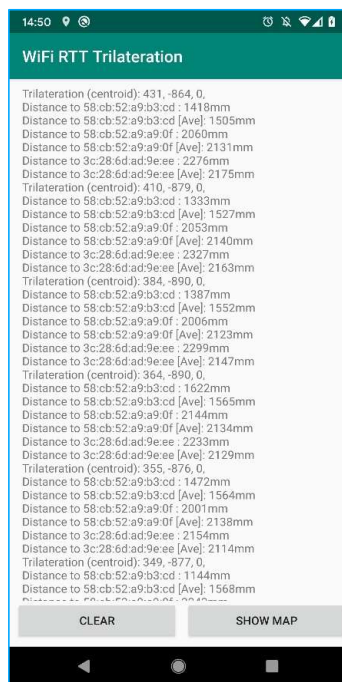 14:50
WiFi RTT Trilateration
Trilateration (centroid): 431, -864, 0,
Distance to 58:cb:52:a9:b3:cd : 1418mm
Distance to 58:cb:52:a9:b3:cd [Ave]: 1505mm
Distance to 58:cb:52:a9:a9:0f : 2060mm
Distance to 58:cb:52:a9:a9:0f [Ave]: 2131mm
Distance to 3c:28:6d:ad:9e:ee : 2276mm
Distance to 3c:28:6d:ad:9e:ee [Ave]: 2175mm
Trilateration (centroid): 410, -879, 0,
Distance to 58:cb:52:a9:b3:cd : 1333mm
Distance to 58:cb:52:a9:b3:cd [Ave]: 1527mm
Distance to 58:cb:52:a9:a9:0f : 2053mm
Distance to 58:cb:52:a9:a9:0f [Ave]: 2140mm
Distance to 3c:28:6d:ad:9e:ee : 2327mm
Distance to 3c:28:6d:ad:9e:ee [Ave]: 2163mm
Trilateration (centroid): 384, -890, 0,
Distance to 58:cb:52:a9:b3:cd : 1387mm
Distance to 58:cb:52:a9:b3:cd [Ave]: 1552mm
Distance to 58:cb:52:a9:a9:0f : 2006mm
Distance to 58:cb:52:a9:a9:0f [Ave]: 2123mm
Distance to 3c:28:6d:ad:9e:ee : 2299mm
Distance to 3c:28:6d:ad:9e:ee [Ave]: 2147mm
Trilateration (centroid): 364, -890, 0,
Distance to 58:cb:52:a9:b3:cd : 1622mm
Distance to 58:cb:52:a9:b3:cd [Ave]: 1565mm
Distance to 58:cb:52:a9:a9:0f : 2144mm
Distance to 58:cb:52:a9:a9:0f [Ave]: 2134mm
Distance to 3c:28:6d:ad:9e:ee : 2233mm
Distance to 3c:28:6d:ad:9e:ee [Ave]: 2129mm
Trilateration (centroid): 355, -876, 0,
Distance to 58:cb:52:a9:b3:cd : 1472mm
Distance to 58:cb:52:a9:b3:cd [Ave]: 1564mm
Distance to 58:cb:52:a9:a9:0f : 2001mm
Distance to 58:cb:52:a9:a9:0f [Ave]: 2138mm
Distance to 3c:28:6d:ad:9e:ee : 2154mm
Distance to 3c:28:6d:ad:9e:ee [Ave]: 2114mm
Trilateration (centroid): 349, -877, 0,
Distance to 58:cb:52:a9:b3:cd : 1144mm
Distance to 58:cb:52:a9:b3:cd [Ave]: 1568mm
CLEAR SHOW MAP